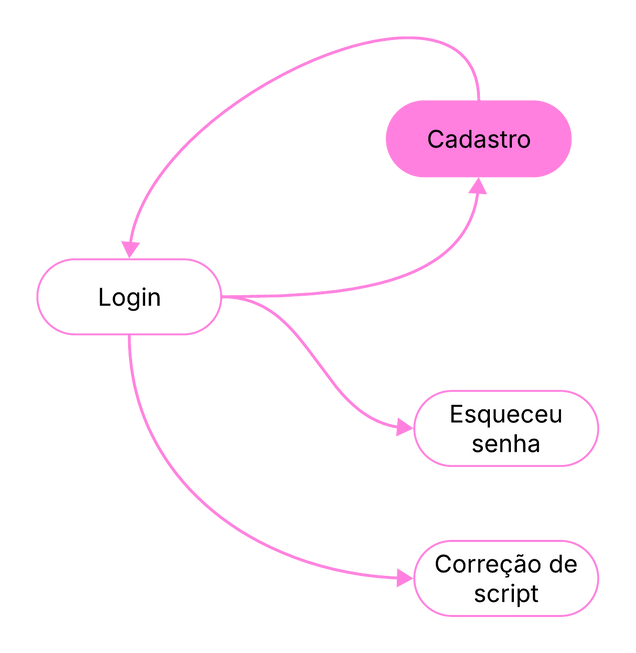 Cadastro
Login
Esqueceu
senha
Correção de
script